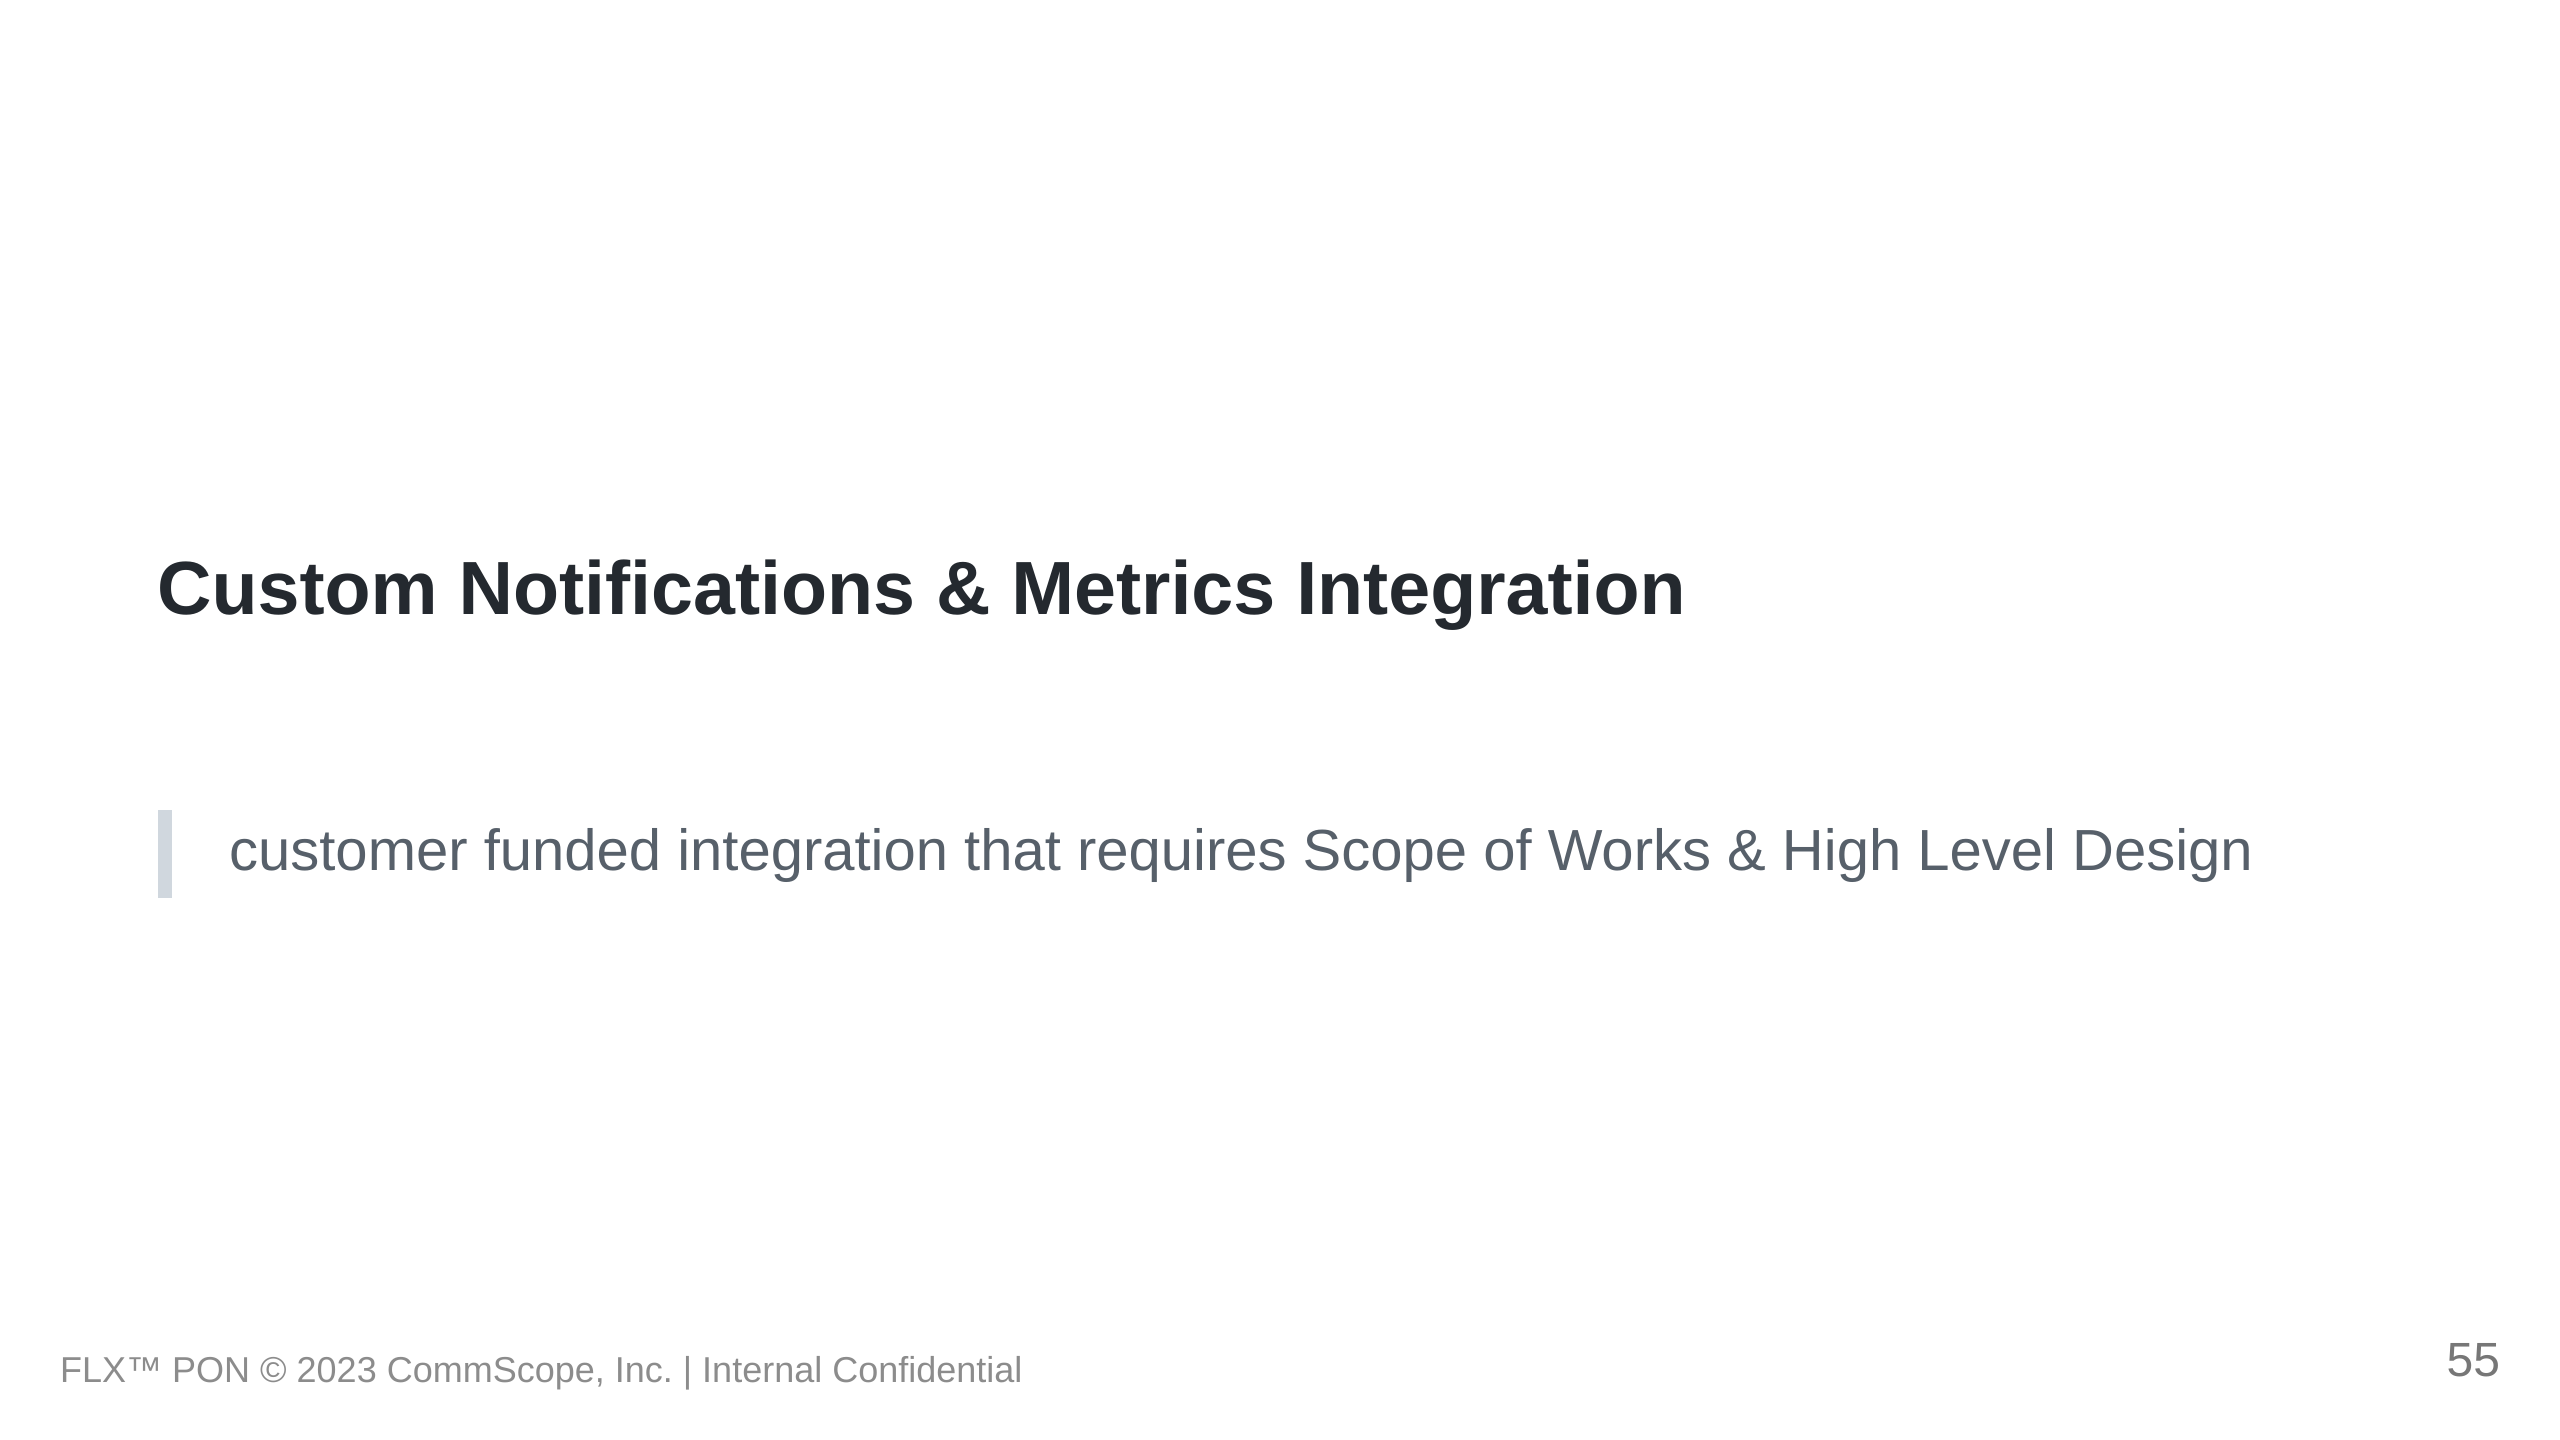 Custom Notifications & Metrics Integration
customer funded integration that requires Scope of Works & High Level Design
FLX™ PON © 2023 CommScope, Inc. | Internal Confidential
55